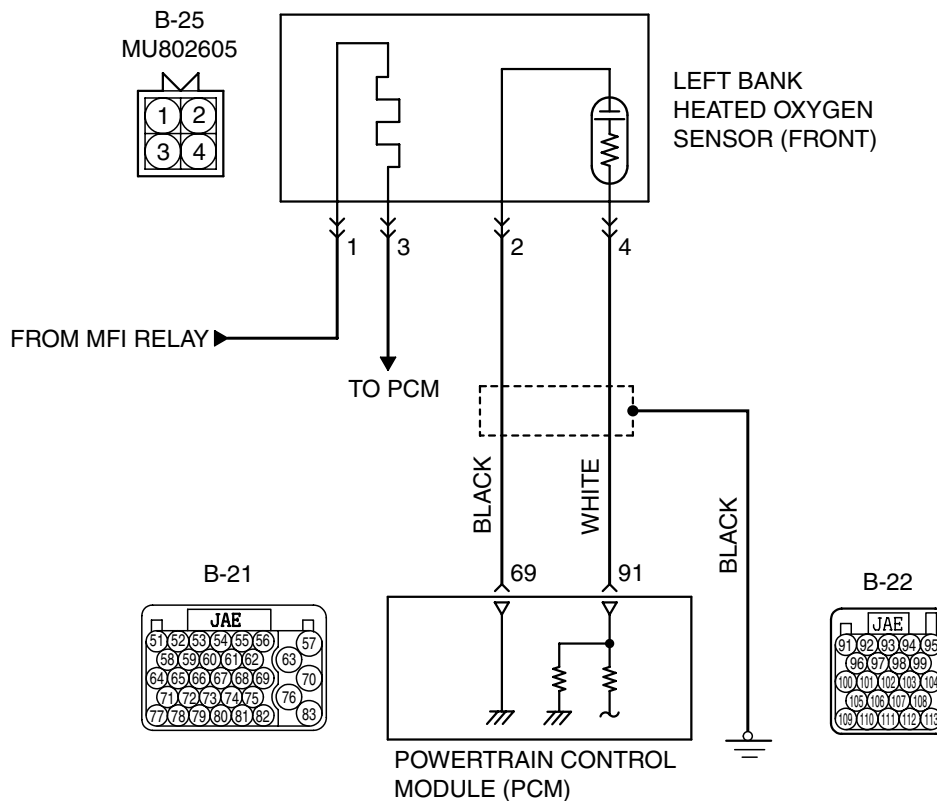 B-25
MU802605
1 2
3 4
LEFT BANK
HEATED OXYGEN
SENSOR (FRONT)
1 3 2 4
FROM MFI RELAY
TO PCM
BLACK
WHITE
BLACK
69 91
B-21
JAE
51 52 53 54 55 56 57
58 59 60 61 62 63
64 65 66 67 68 69 70
71 72 73 74 75 76
77 78 79 80 81 82 83
B-22
JAE
91 92 93 94 95
96 97 98 99
100 101 102 103 104
105 106 107 108
109 110 111 112 113
POWERTRAIN CONTROL
MODULE (PCM)